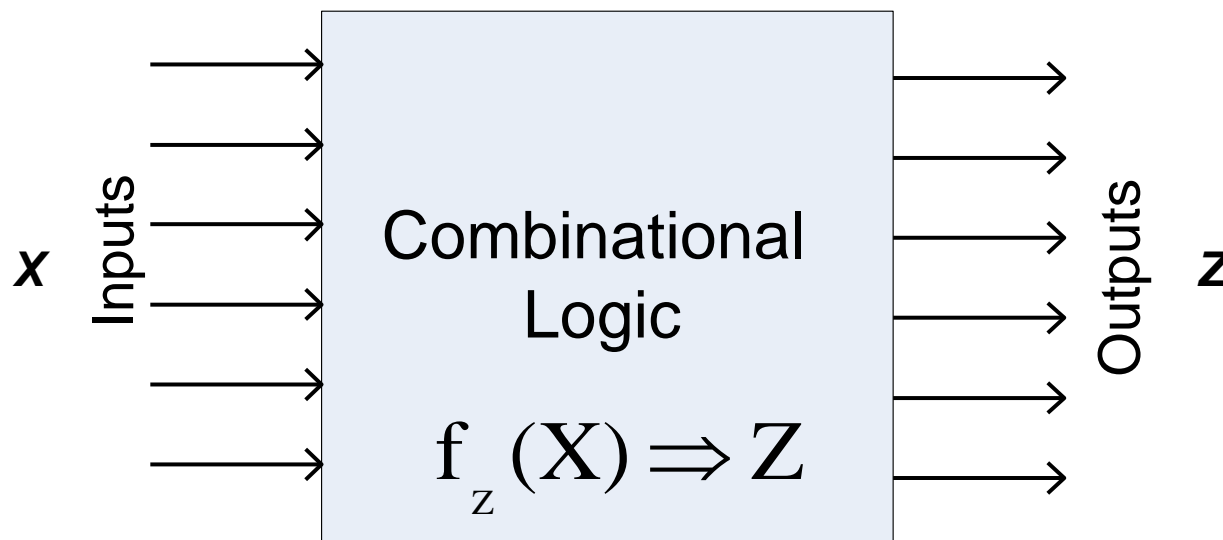 X
Inputs
Combinational
Logic
f_z (X) ⇒ Z
Outputs
Z